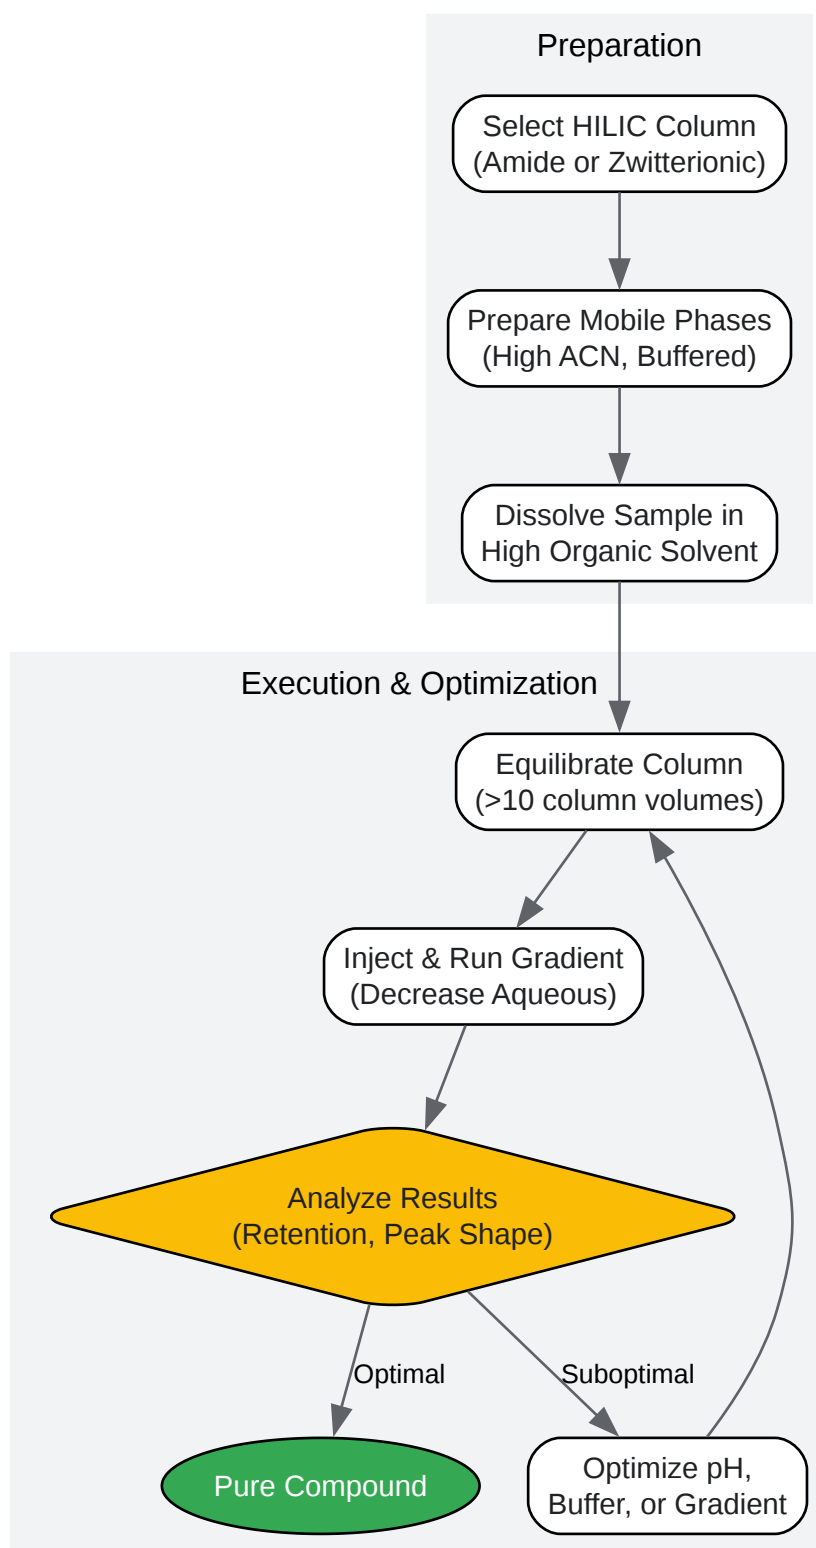 Preparation
Select HILIC Column
(Amide or Zwitterionic)
Prepare Mobile Phases
(High ACN, Buffered)
Dissolve Sample in
High Organic Solvent
Execution & Optimization
Equilibrate Column
(>10 column volumes)
Inject & Run Gradient
(Decrease Aqueous)
Analyze Results
(Retention, Peak Shape)
Optimal
Suboptimal
Pure Compound
Optimize pH,
Buffer, or Gradient